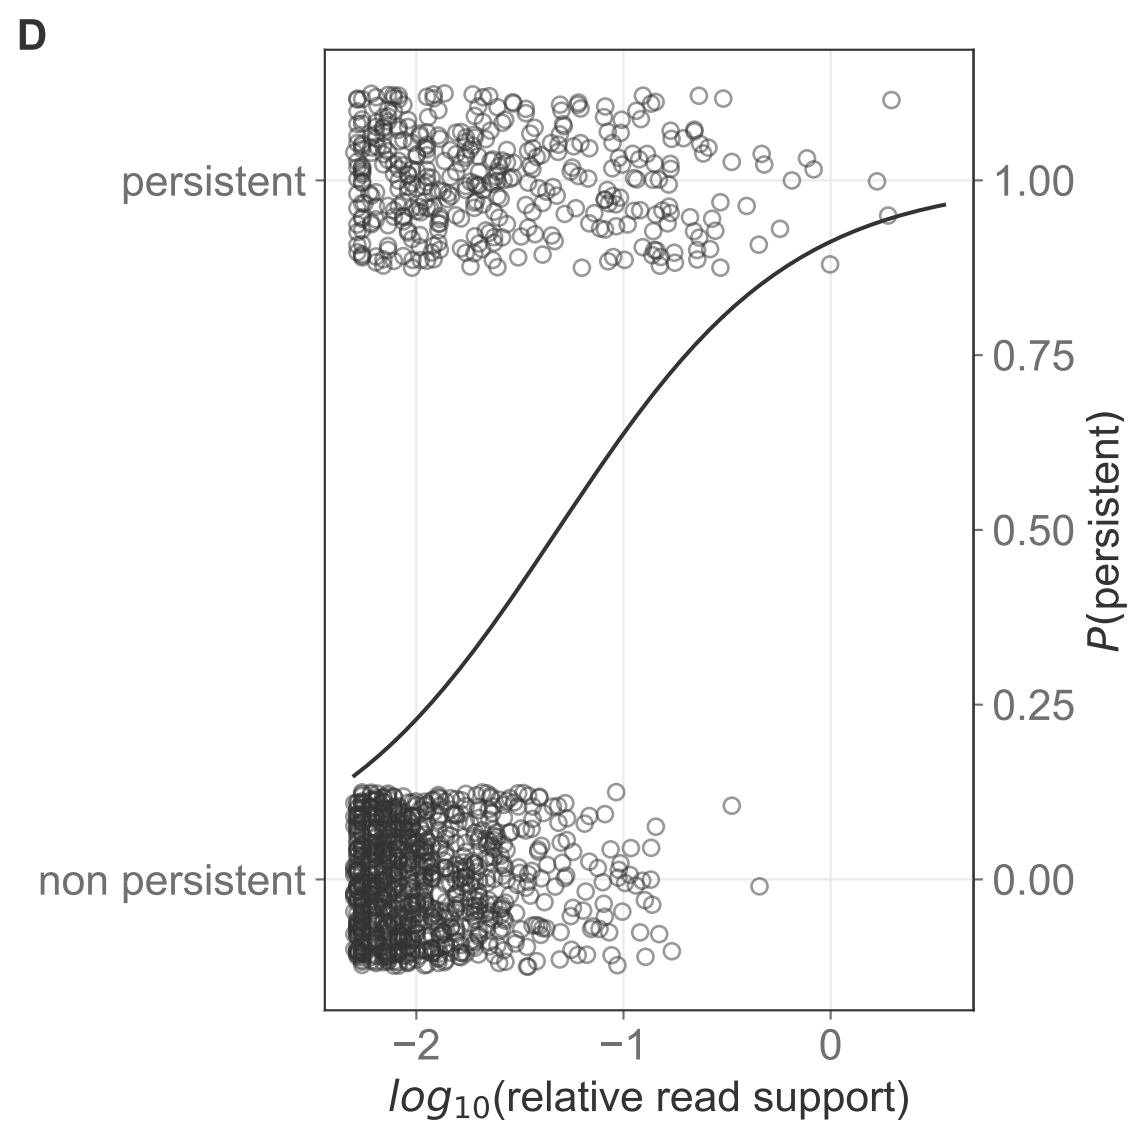 D
persistent
non persistent
1.00
0.75
0.50
0.25
0.00
P(persistent)
−2
−1
0
log₁₀(relative read support)